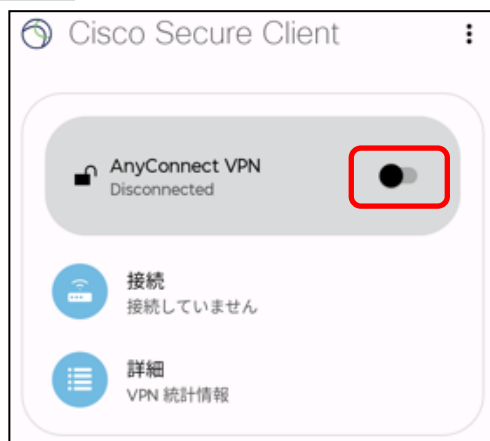 Cisco Secure Client
AnyConnect VPN
Disconnected
接続
接続していません
詳細
VPN 統計情報